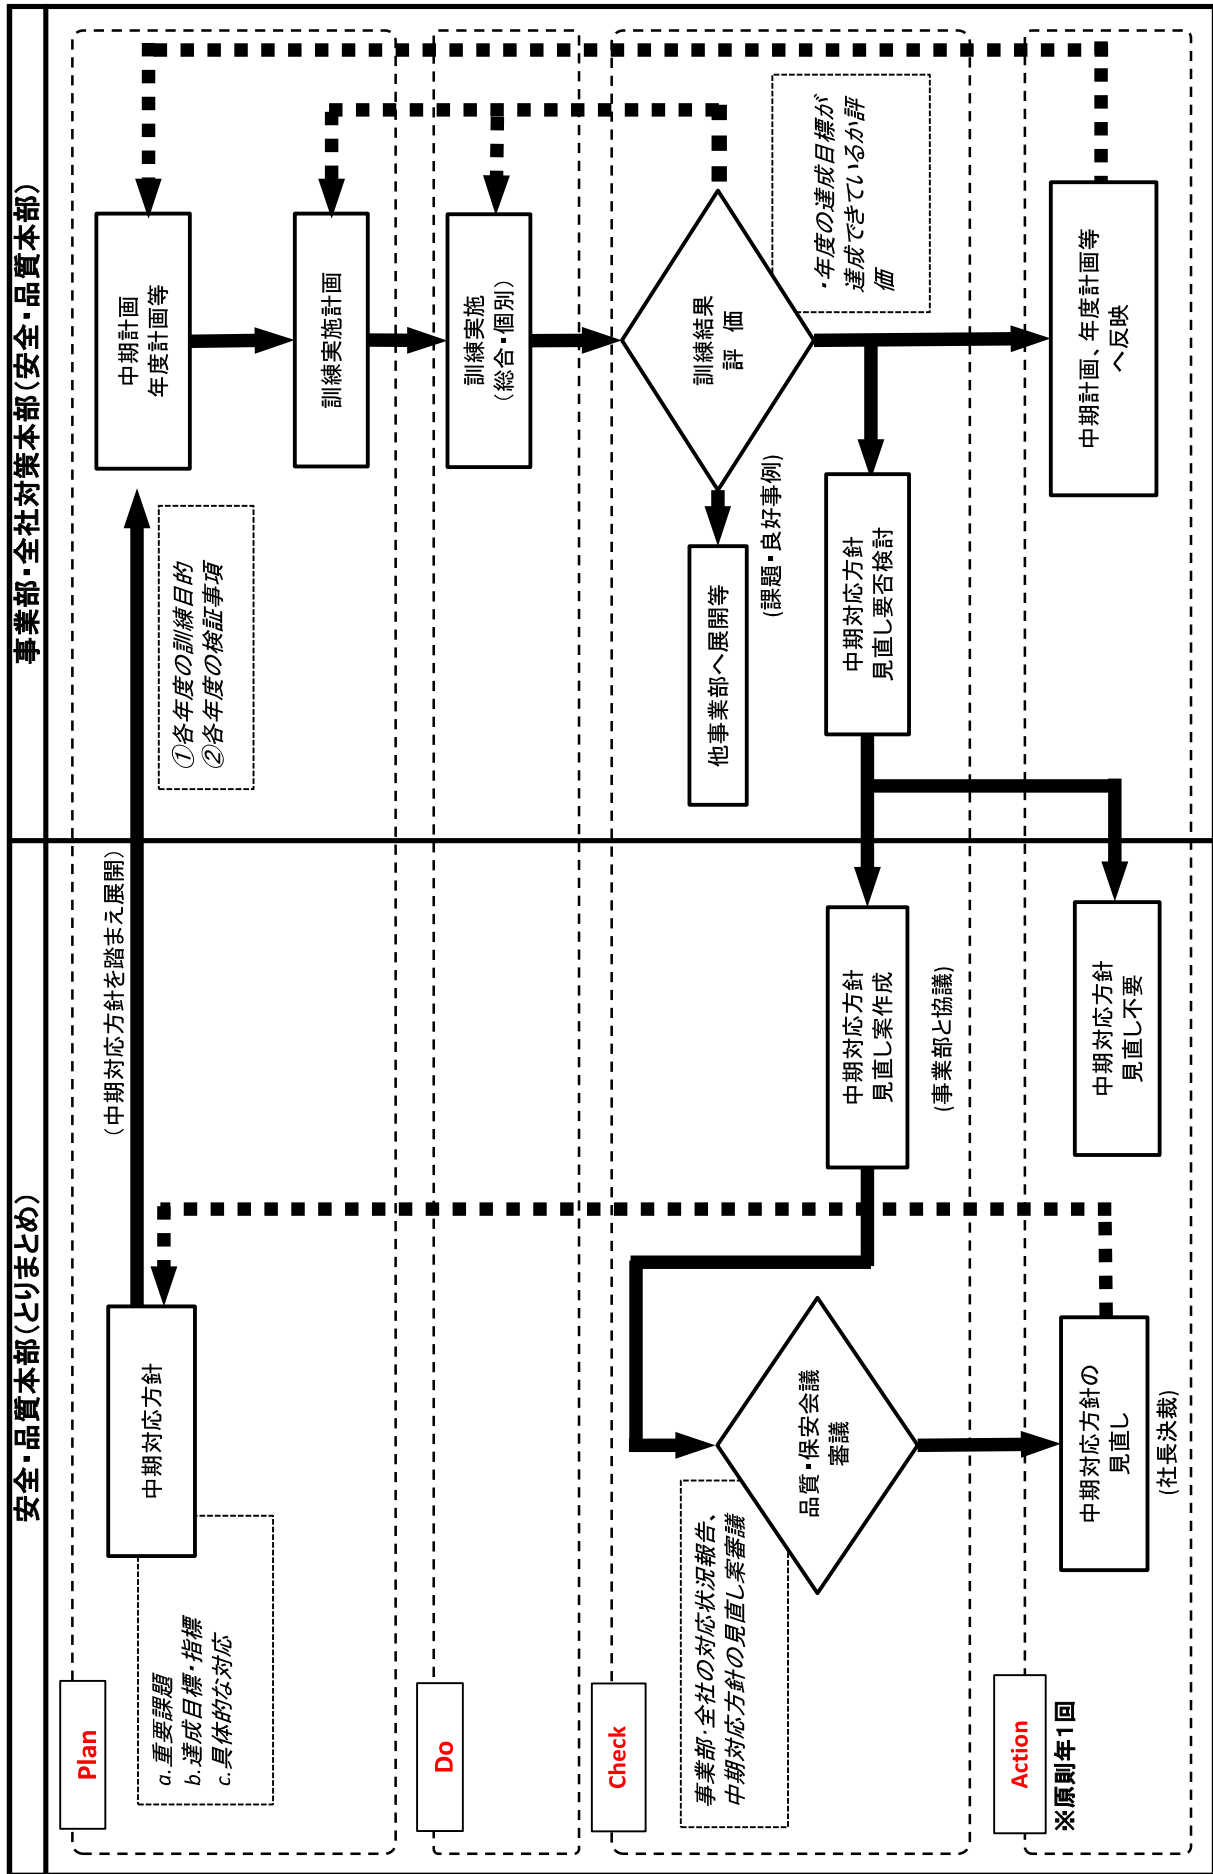 安全・品質本部（とりまとめ）
事業部・全社対策本部（安全・品質本部）
Plan
a.重要課題
b.達成目標・指標
c.具体的な対応
中期対応方針
（中期対応方針を踏まえ展開）
①各年度の訓練目的
②各年度の検証事項
中期計画
年度計画等
訓練実施計画
Do
訓練実施
（総合・個別）
Check
事業部・全社の対応状況報告、
中期対応方針の見直し案審議
品質・保安会議
審議
中期対応方針
見直し案作成
(事業部と協議)
中期対応方針
見直し要否検討
他事業部へ展開等
(課題・良好事例)
訓練結果
評　価
・年度の達成目標が
達成できているか評
価
Action
※原則年1回
中期対応方針の
見直し
(社長決裁)
中期対応方針
見直し不要
中期計画、年度計画等
へ反映